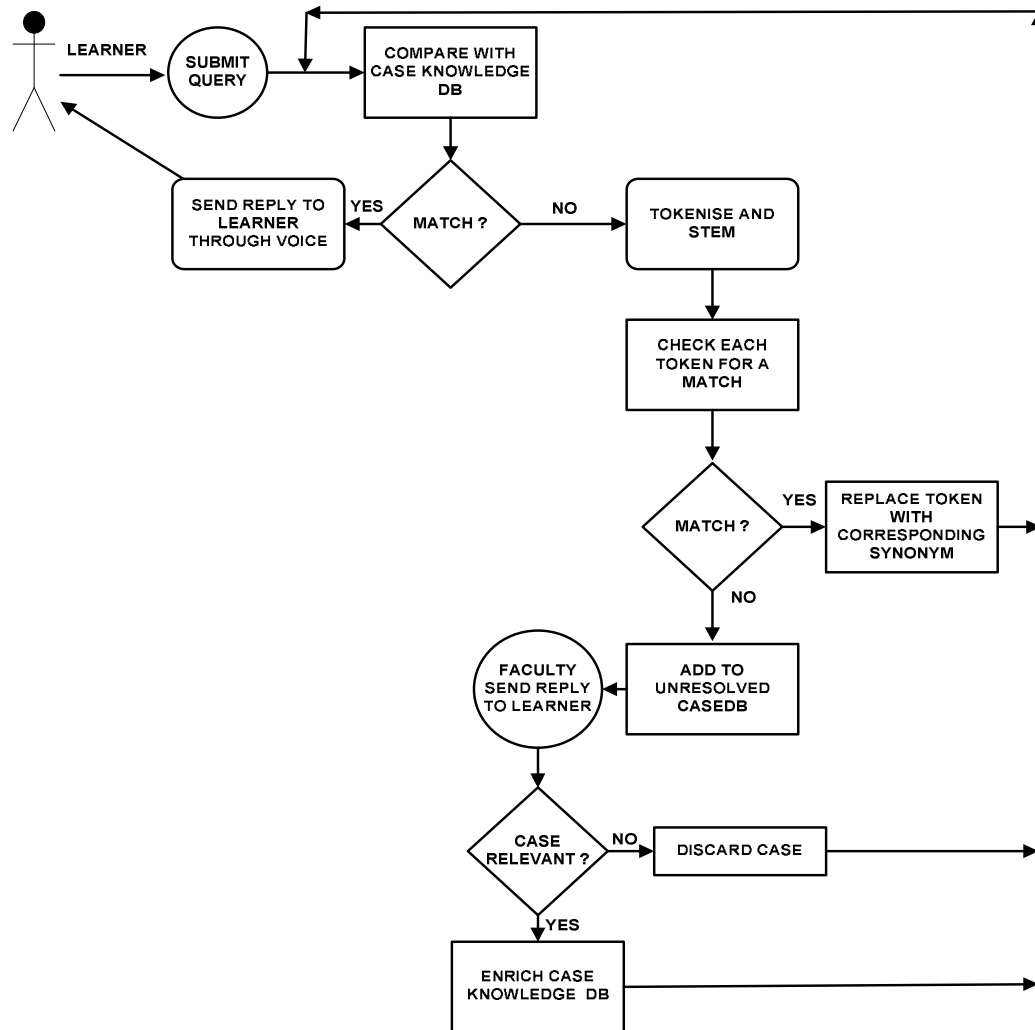 LEARNER
SUBMIT
QUERY
COMPARE WITH
CASE KNOWLEDGE
DB
SEND REPLY TO
LEARNER
THROUGH VOICE
YES
MATCH ?
NO
TOKENISE AND
STEM
CHECK EACH
TOKEN FOR A
MATCH
MATCH ?
YES
REPLACE TOKEN
WITH
CORRESPONDING
SYNONYM
NO
FACULTY
SEND REPLY
TO LEARNER
ADD TO
UNRESOLVED
CASEDB
CASE
RELEVANT ?
NO
DISCARD CASE
YES
ENRICH CASE
KNOWLEDGE DB